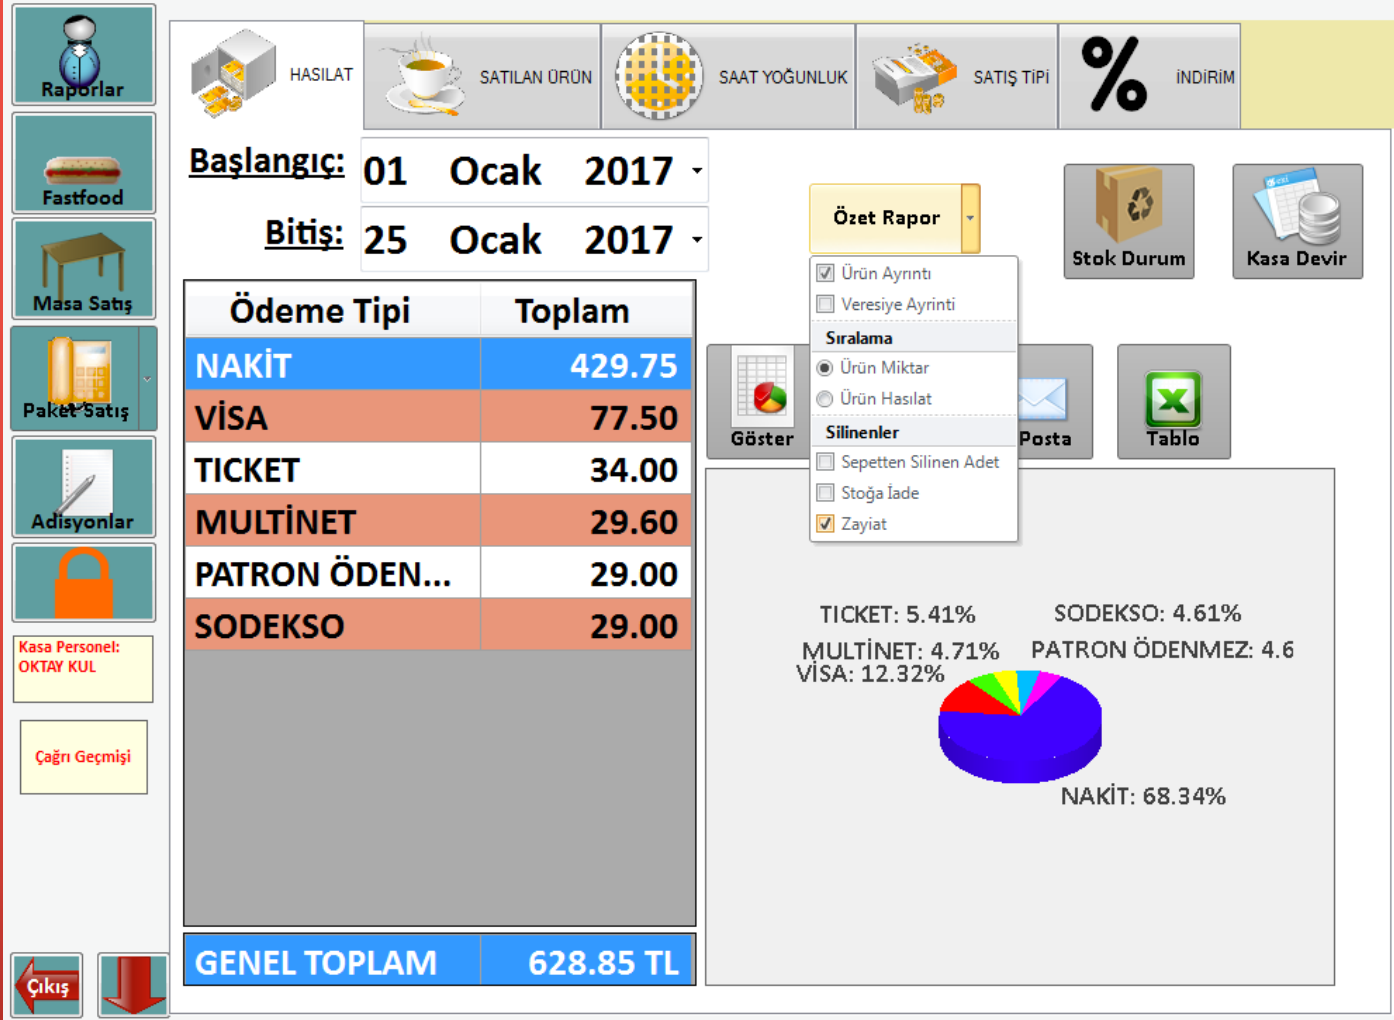 Raporlar
Fastfood
Masa Satış
Paket Satış
Adisyonlar
Kasa Personel:
OKTAY KUL
Çağrı Geçmişi
Çıkış
HASILAT
SATILAN ÜRÜN
SAAT YOĞUNLUK
SATIŞ TİPİ
%
İNDİRİM
Başlangıç: 01 Ocak 2017
Bitiş: 25 Ocak 2017
Özet Rapor
Stok Durum
Kasa Devir
Ürün Ayrıntı
Veresiye Ayrinti
Sıralama
Ürün Miktar
Ürün Hasılat
Silinenler
Sepetten Silinen Adet
Stoğa İade
Zayiat
Göster
Posta
Tablo
Ödeme Tipi Toplam
NAKİT 429.75
VİSA 77.50
TICKET 34.00
MULTİNET 29.60
PATRON ÖDEN... 29.00
SODEKSO 29.00
GENEL TOPLAM 628.85 TL
TICKET: 5.41% SODEKSO: 4.61%
MULTİNET: 4.71% PATRON ÖDENMEZ: 4.6
VİSA: 12.32%
NAKİT: 68.34%